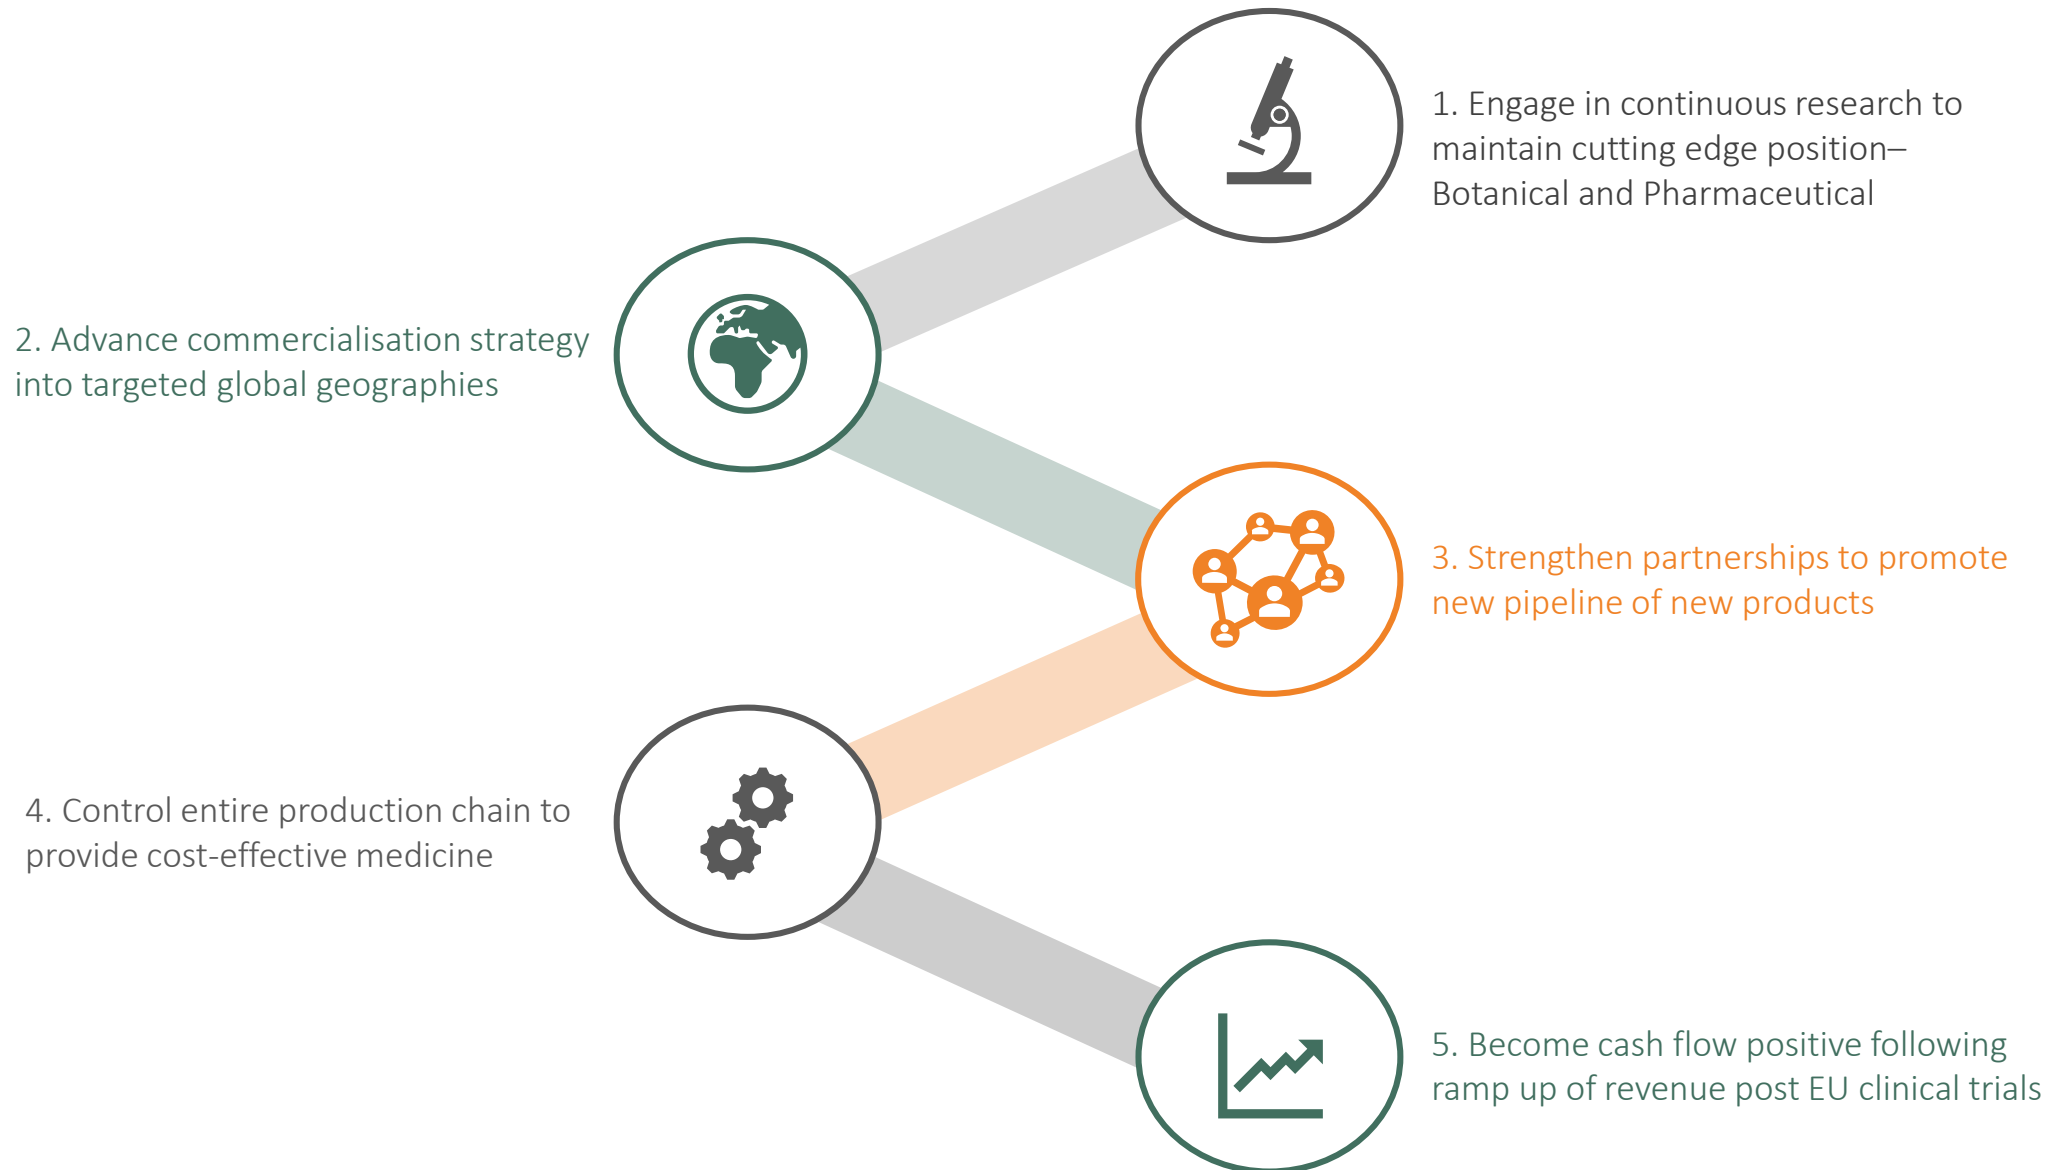 1. Engage in continuous research to
maintain cutting edge position–
Botanical and Pharmaceutical
2. Advance commercialisation strategy
into targeted global geographies
3. Strengthen partnerships to promote
new pipeline of new products
4. Control entire production chain to
provide cost-effective medicine
5. Become cash flow positive following
ramp up of revenue post EU clinical trials